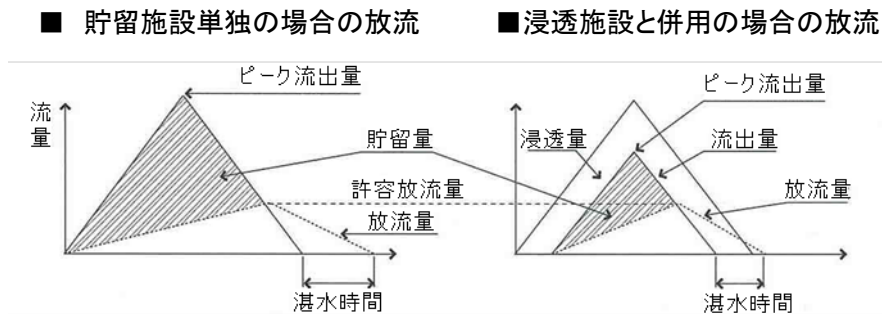 ■ 貯留施設単独の場合の放流
■浸透施設と併用の場合の放流
ピーク流出量
流量
貯留量
許容放流量
放流量
湛水時間
ピーク流出量
浸透量
流出量
放流量
湛水時間